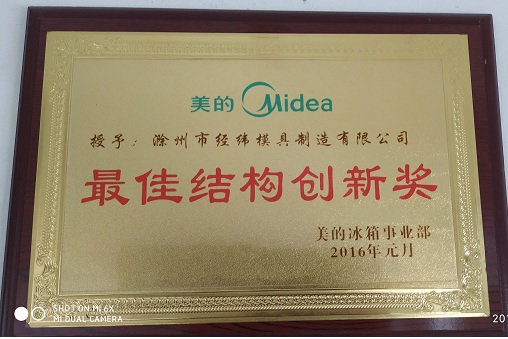 美的 Midea
授予：滁州市经纬模具制造有限公司
最佳结构创新奖
美的冰箱事业部
2016年元月
SHOT ON MI 6X
MI DUAL CAMERA
201